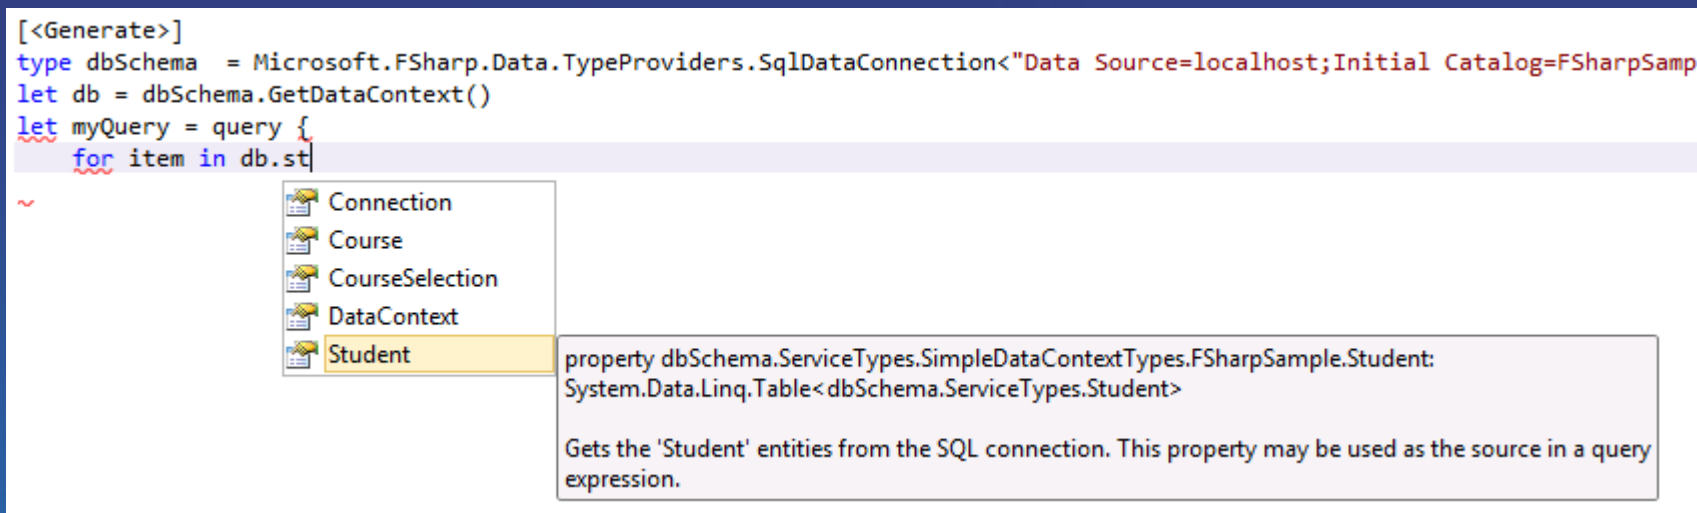 [<Generate>]
type dbSchema  = Microsoft.FSharp.Data.TypeProviders.SqlDataConnection<"Data Source=localhost;Initial Catalog=FSharpSamp
let db = dbSchema.GetDataContext()
let myQuery = query {
    for item in db.st
Connection
Course
CourseSelection
DataContext
Student
property dbSchema.ServiceTypes.SimpleDataContextTypes.FSharpSample.Student:
System.Data.Linq.Table<dbSchema.ServiceTypes.Student>
Gets the 'Student' entities from the SQL connection. This property may be used as the source in a query
expression.